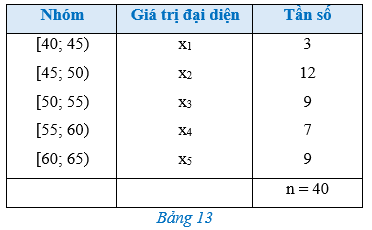 Nhóm Giá trị đại diện Tần số
[40; 45) x1 3
[45; 50) x2 12
[50; 55) x3 9
[55; 60) x4 7
[60; 65) x5 9
n = 40
Bảng 13